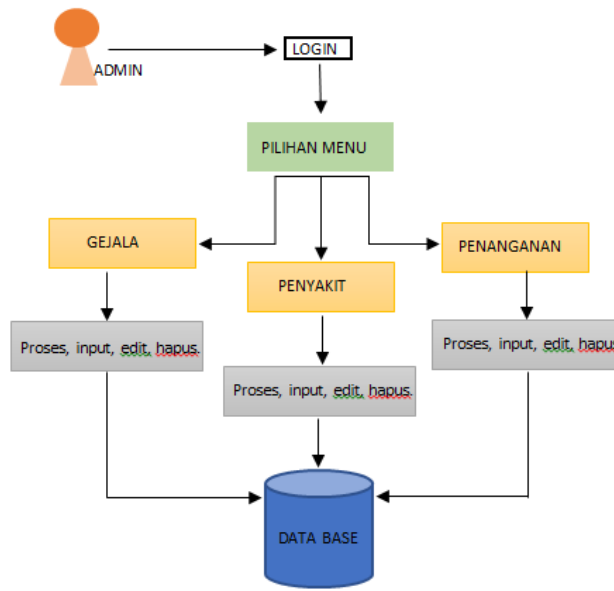 LOGIN
ADMIN
PILIHAN MENU
GEJALA
PENYAKIT
PENANGANAN
Proses, input, edit, hapus.
Proses, input, edit, hapus.
Proses, input, edit, hapus
DATA BASE